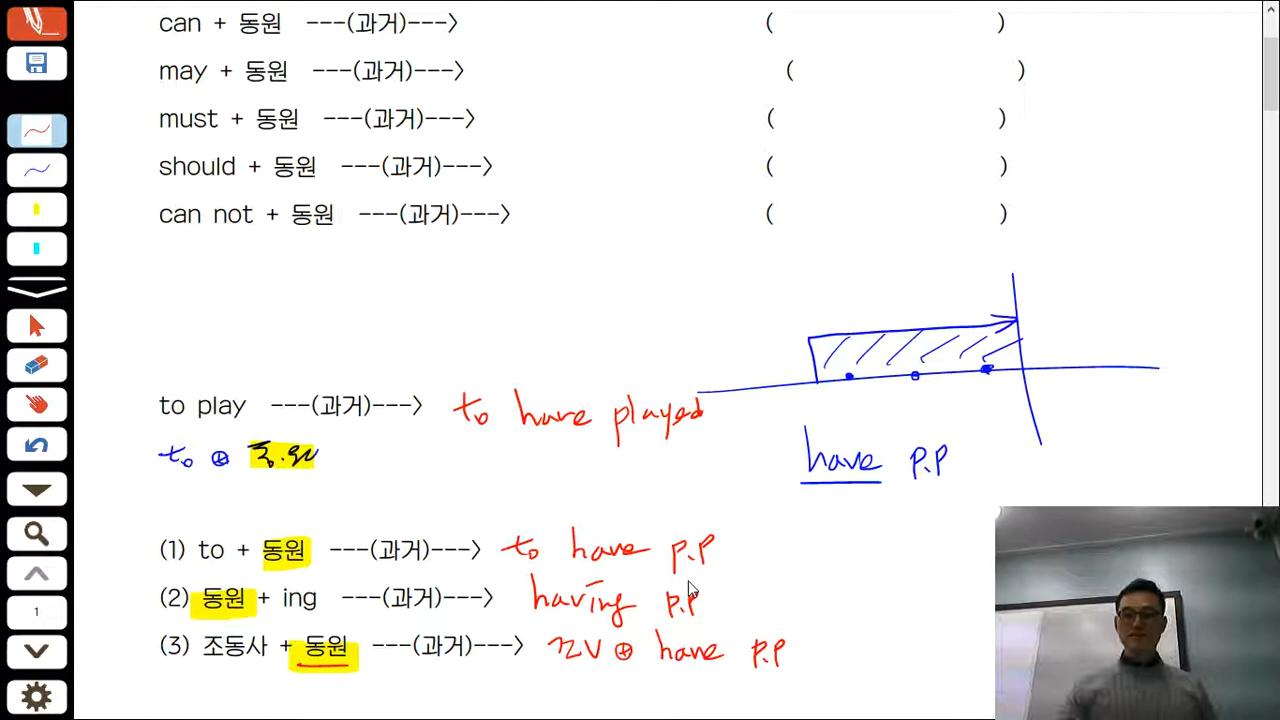 can + 동원 ---(과거)---> ( )
may + 동원 ---(과거)---> ( )
must + 동원 ---(과거)---> ( )
should + 동원 ---(과거)---> ( )
can not + 동원 ---(과거)---> ( )
to play ---(과거)---> to have played
to ⊕ 동.원
have p.p
(1) to + 동원 ---(과거)---> to have p.p
(2) 동원 + ing ---(과거)---> having p.p
(3) 조동사 + 동원 ---(과거)---> 조V ⊕ have p.p
1